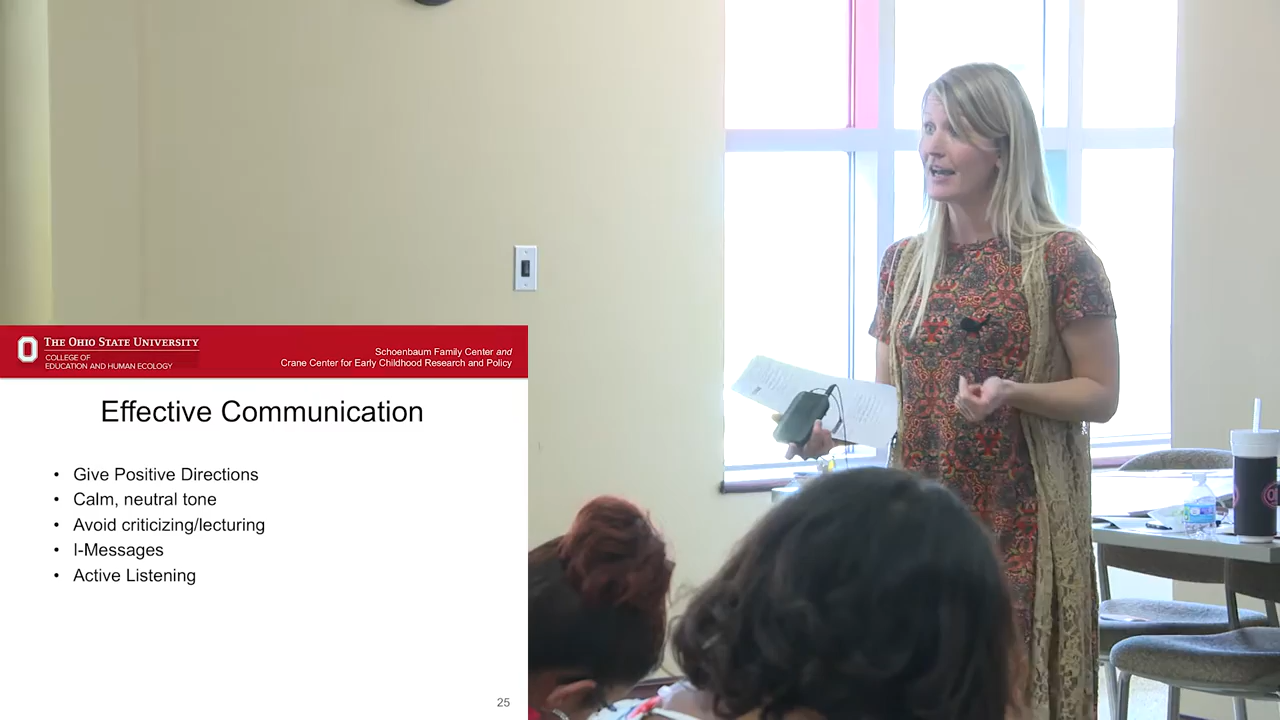 THE OHIO STATE UNIVERSITY
COLLEGE OF
EDUCATION AND HUMAN ECOLOGY
Schoenbaum Family Center and
Crane Center for Early Childhood Research and Policy
Effective Communication
• Give Positive Directions
• Calm, neutral tone
• Avoid criticizing/lecturing
• I-Messages
• Active Listening
25